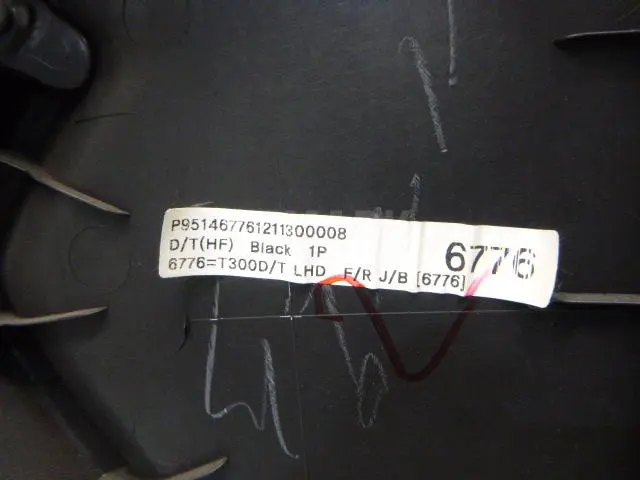 P951467761211300008
D/T(HF) Black 1P
6776
6776=T300D/T LHD F/R J/B [6776]